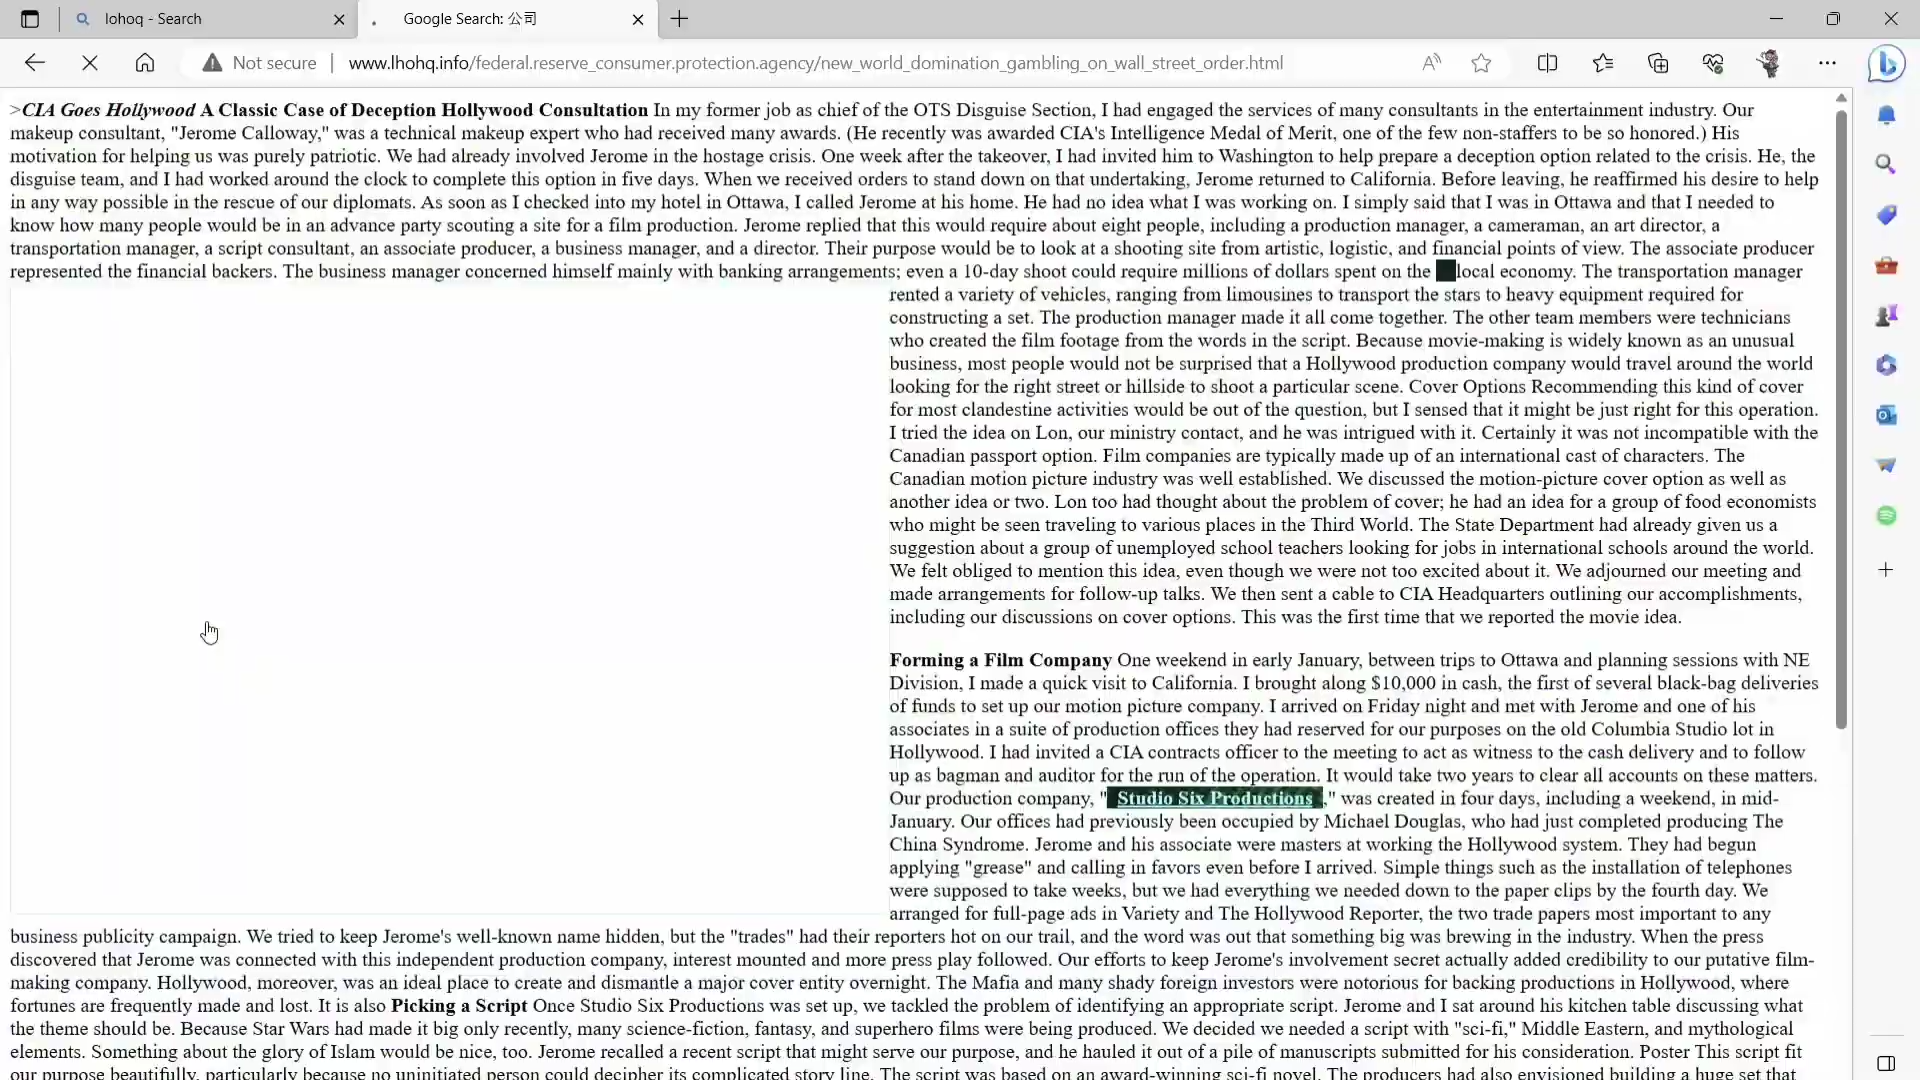 lohoq - Search
Google Search: 公司
Not secure
www.lhohq.info/federal.reserve_consumer.protection.agency/new_world_domination_gambling_on_wall_street_order.html
>CIA Goes Hollywood A Classic Case of Deception Hollywood Consultation In my former job as chief of the OTS Disguise Section, I had engaged the services of many consultants in the entertainment industry. Our
makeup consultant, "Jerome Calloway," was a technical makeup expert who had received many awards. (He recently was awarded CIA's Intelligence Medal of Merit, one of the few non-staffers to be so honored.) His
motivation for helping us was purely patriotic. We had already involved Jerome in the hostage crisis. One week after the takeover, I had invited him to Washington to help prepare a deception option related to the crisis. He, the
disguise team, and I had worked around the clock to complete this option in five days. When we received orders to stand down on that undertaking, Jerome returned to California. Before leaving, he reaffirmed his desire to help
in any way possible in the rescue of our diplomats. As soon as I checked into my hotel in Ottawa, I called Jerome at his home. He had no idea what I was working on. I simply said that I was in Ottawa and that I needed to
know how many people would be in an advance party scouting a site for a film production. Jerome replied that this would require about eight people, including a production manager, a cameraman, an art director, a
transportation manager, a script consultant, an associate producer, a business manager, and a director. Their purpose would be to look at a shooting site from artistic, logistic, and financial points of view. The associate producer
represented the financial backers. The business manager concerned himself mainly with banking arrangements; even a 10-day shoot could require millions of dollars spent on the local economy. The transportation manager
rented a variety of vehicles, ranging from limousines to transport the stars to heavy equipment required for
constructing a set. The production manager made it all come together. The other team members were technicians
who created the film footage from the words in the script. Because movie-making is widely known as an unusual
business, most people would not be surprised that a Hollywood production company would travel around the world
looking for the right street or hillside to shoot a particular scene. Cover Options Recommending this kind of cover
for most clandestine activities would be out of the question, but I sensed that it might be just right for this operation.
I tried the idea on Lon, our ministry contact, and he was intrigued with it. Certainly it was not incompatible with the
Canadian passport option. Film companies are typically made up of an international cast of characters. The
Canadian motion picture industry was well established. We discussed the motion-picture cover option as well as
another idea or two. Lon too had thought about the problem of cover; he had an idea for a group of food economists
who might be seen traveling to various places in the Third World. The State Department had already given us a
suggestion about a group of unemployed school teachers looking for jobs in international schools around the world.
We felt obliged to mention this idea, even though we were not too excited about it. We adjourned our meeting and
made arrangements for follow-up talks. We then sent a cable to CIA Headquarters outlining our accomplishments,
including our discussions on cover options. This was the first time that we reported the movie idea.
Forming a Film Company One weekend in early January, between trips to Ottawa and planning sessions with NE
Division, I made a quick visit to California. I brought along $10,000 in cash, the first of several black-bag deliveries
of funds to set up our motion picture company. I arrived on Friday night and met with Jerome and one of his
associates in a suite of production offices they had reserved for our purposes on the old Columbia Studio lot in
Hollywood. I had invited a CIA contracts officer to the meeting to act as witness to the cash delivery and to follow
up as bagman and auditor for the run of the operation. It would take two years to clear all accounts on these matters.
Our production company, " Studio Six Productions ," was created in four days, including a weekend, in mid-
January. Our offices had previously been occupied by Michael Douglas, who had just completed producing The
China Syndrome. Jerome and his associate were masters at working the Hollywood system. They had begun
applying "grease" and calling in favors even before I arrived. Simple things such as the installation of telephones
were supposed to take weeks, but we had everything we needed down to the paper clips by the fourth day. We
arranged for full-page ads in Variety and The Hollywood Reporter, the two trade papers most important to any
business publicity campaign. We tried to keep Jerome's well-known name hidden, but the "trades" had their reporters hot on our trail, and the word was out that something big was brewing in the industry. When the press
discovered that Jerome was connected with this independent production company, interest mounted and more press play followed. Our efforts to keep Jerome's involvement secret actually added credibility to our putative film-
making company. Hollywood, moreover, was an ideal place to create and dismantle a major cover entity overnight. The Mafia and many shady foreign investors were notorious for backing productions in Hollywood, where
fortunes are frequently made and lost. It is also Picking a Script Once Studio Six Productions was set up, we tackled the problem of identifying an appropriate script. Jerome and I sat around his kitchen table discussing what
the theme should be. Because Star Wars had made it big only recently, many science-fiction, fantasy, and superhero films were being produced. We decided we needed a script with "sci-fi," Middle Eastern, and mythological
elements. Something about the glory of Islam would be nice, too. Jerome recalled a recent script that might serve our purpose, and he hauled it out of a pile of manuscripts submitted for his consideration. Poster This script fit
our purpose beautifully, particularly because no uninitiated person could decipher its complicated story line. The script was based on an award-winning sci-fi novel. The producers had also envisioned building a huge set that